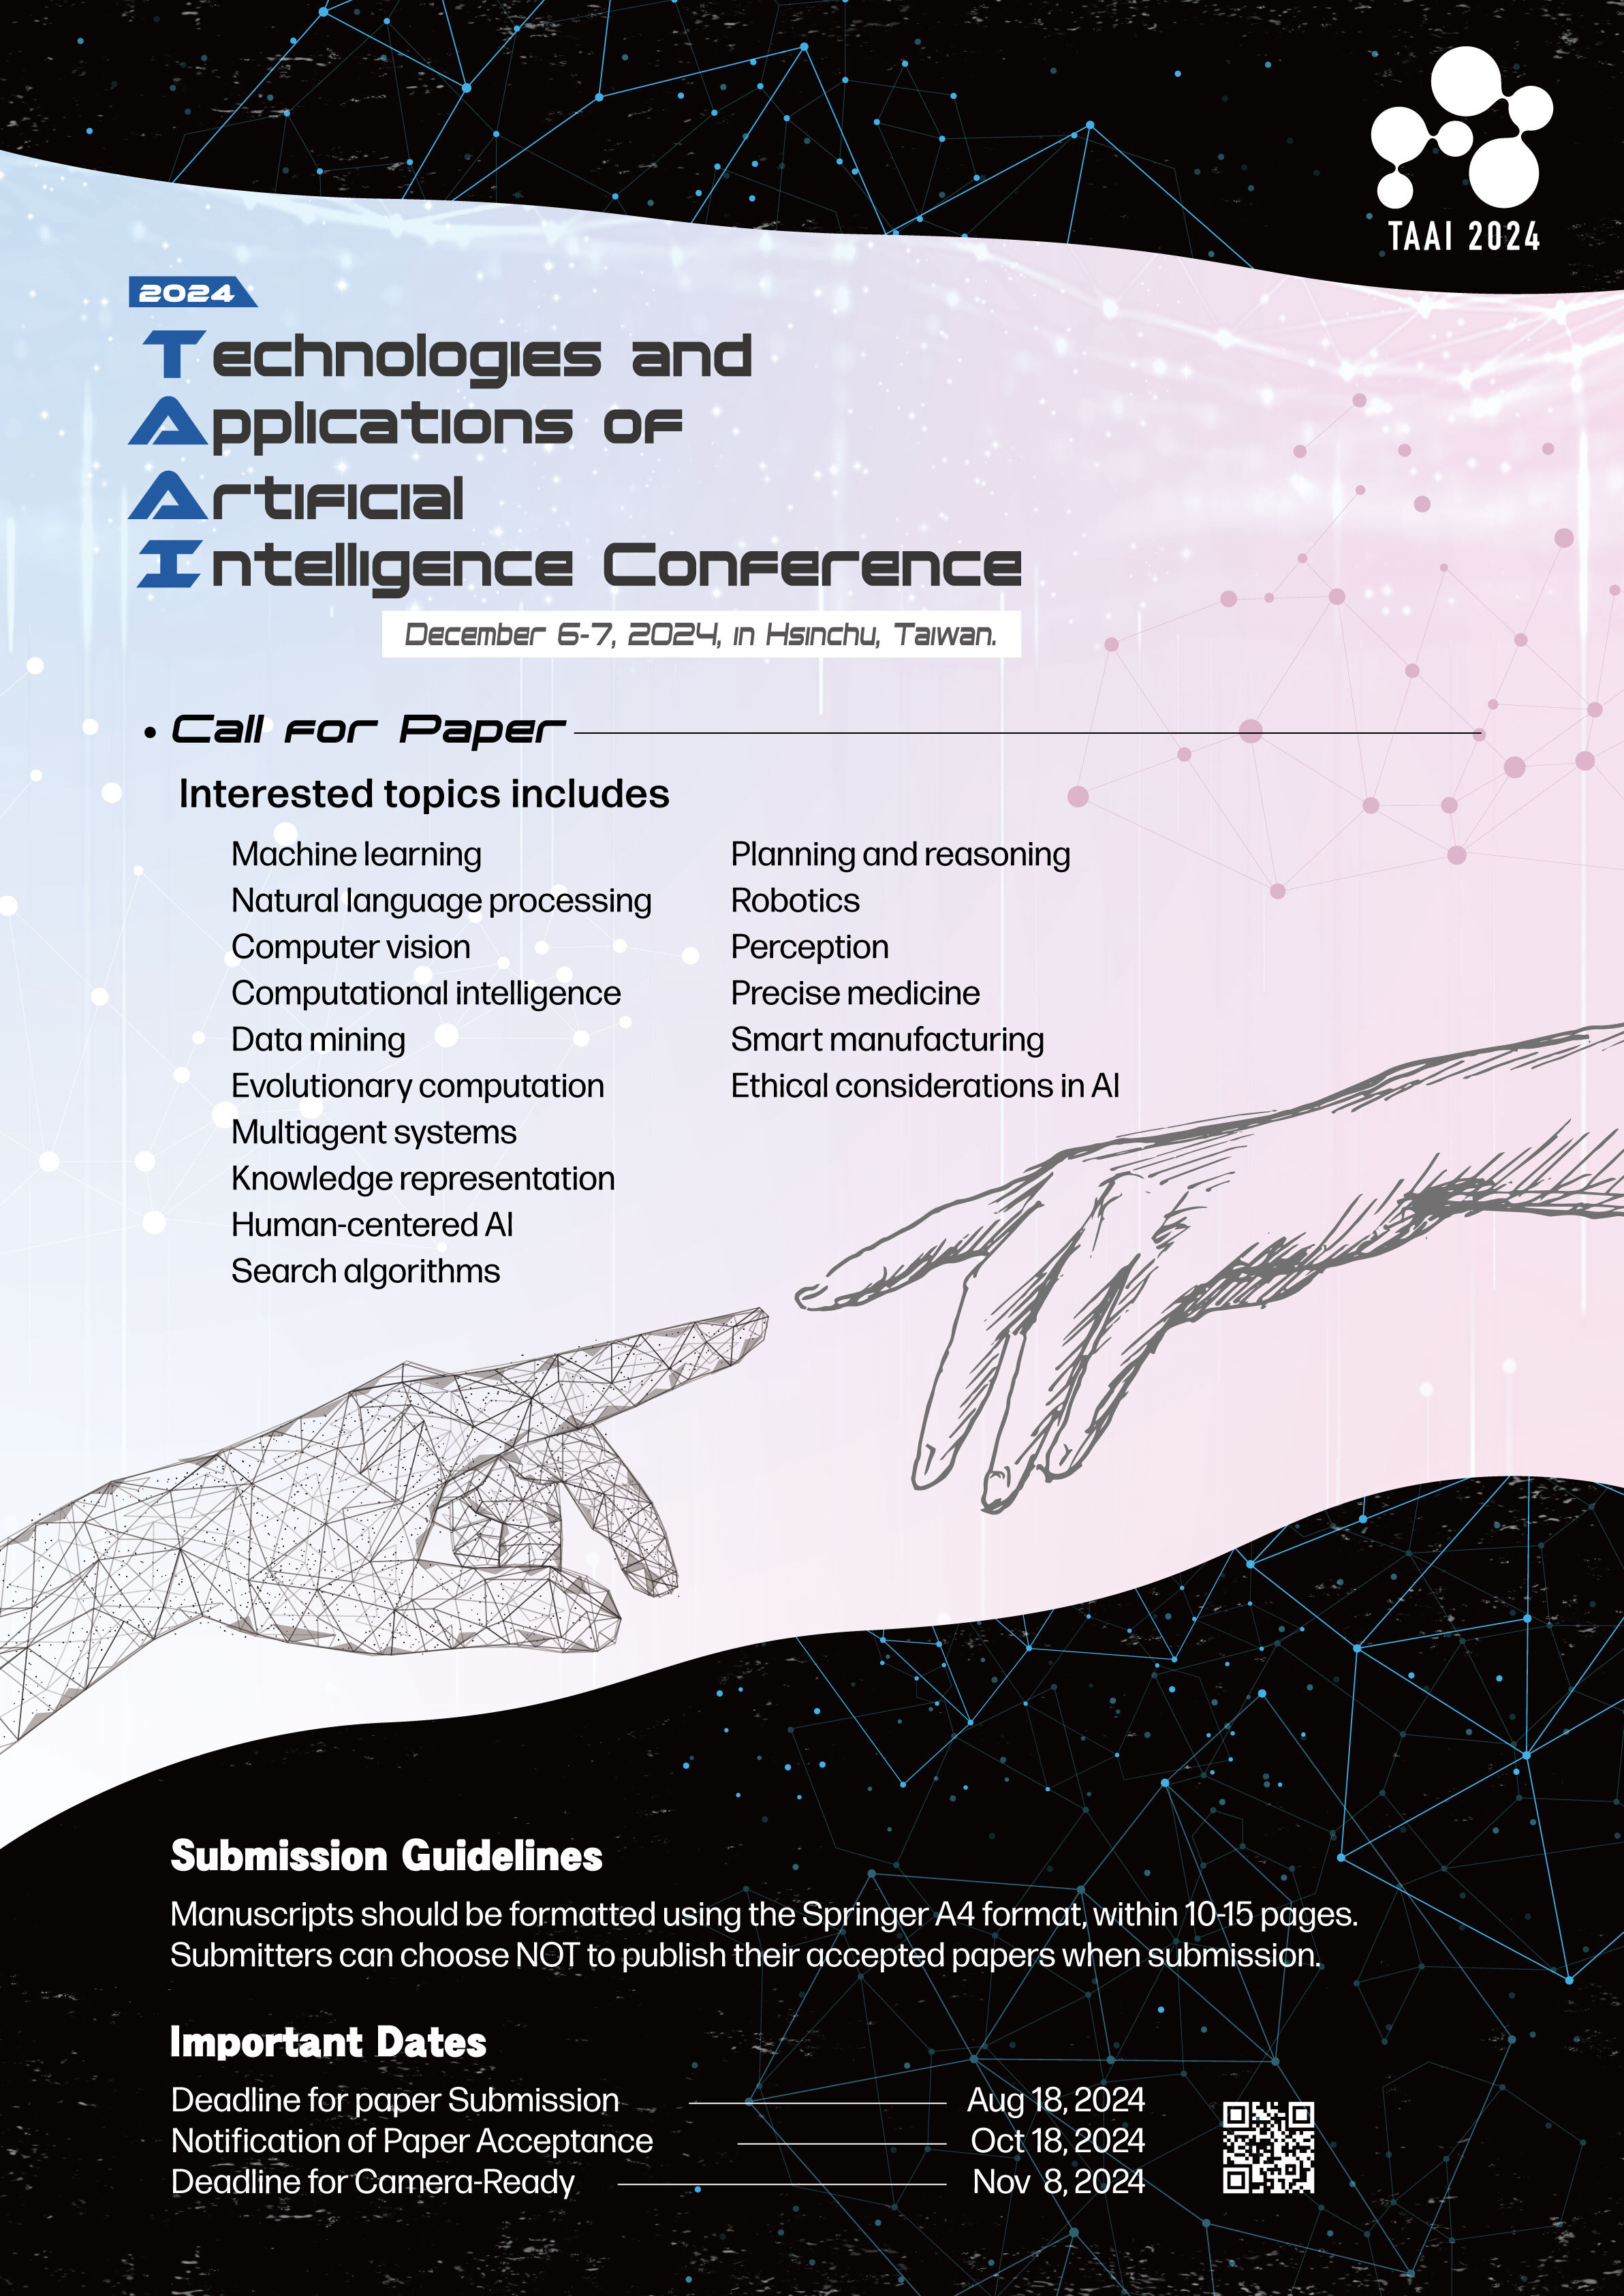 TAAI 2024
2024
Technologies and
Applications of
Artificial
Intelligence Conference
December 6-7, 2024, in Hsinchu, Taiwan.
• Call for Paper
Interested topics includes
Machine learning
Natural language processing
Computer vision
Computational intelligence
Data mining
Evolutionary computation
Multiagent systems
Knowledge representation
Human-centered AI
Search algorithms
Planning and reasoning
Robotics
Perception
Precise medicine
Smart manufacturing
Ethical considerations in AI
Submission Guidelines
Manuscripts should be formatted using the Springer A4 format, within 10-15 pages.
Submitters can choose NOT to publish their accepted papers when submission.
Important Dates
Deadline for paper Submission Aug 18, 2024
Notification of Paper Acceptance Oct 18, 2024
Deadline for Camera-Ready Nov 8, 2024